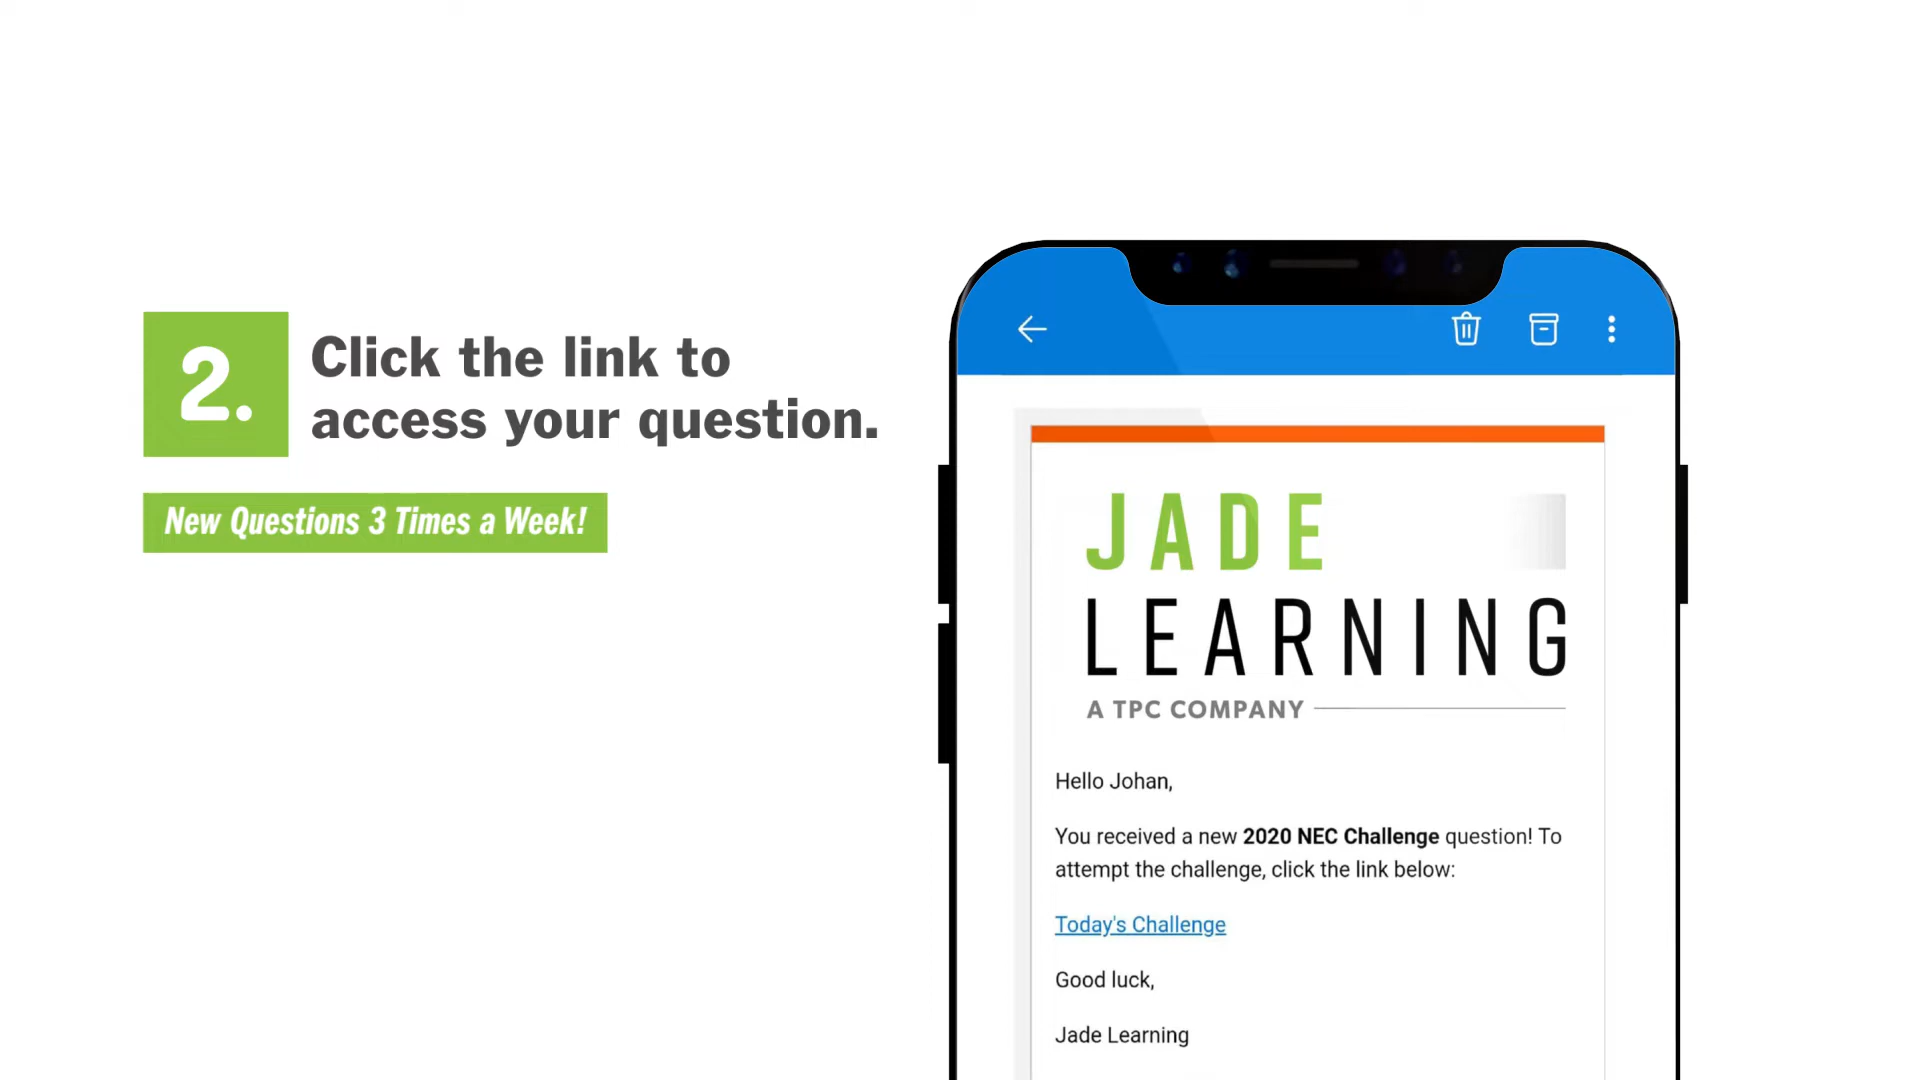 2.
Click the link to
access your question.
New Questions 3 Times a Week!
JADE
LEARNING
A TPC COMPANY
Hello Johan,
You received a new 2020 NEC Challenge question! To
attempt the challenge, click the link below:
Today's Challenge
Good luck,
Jade Learning